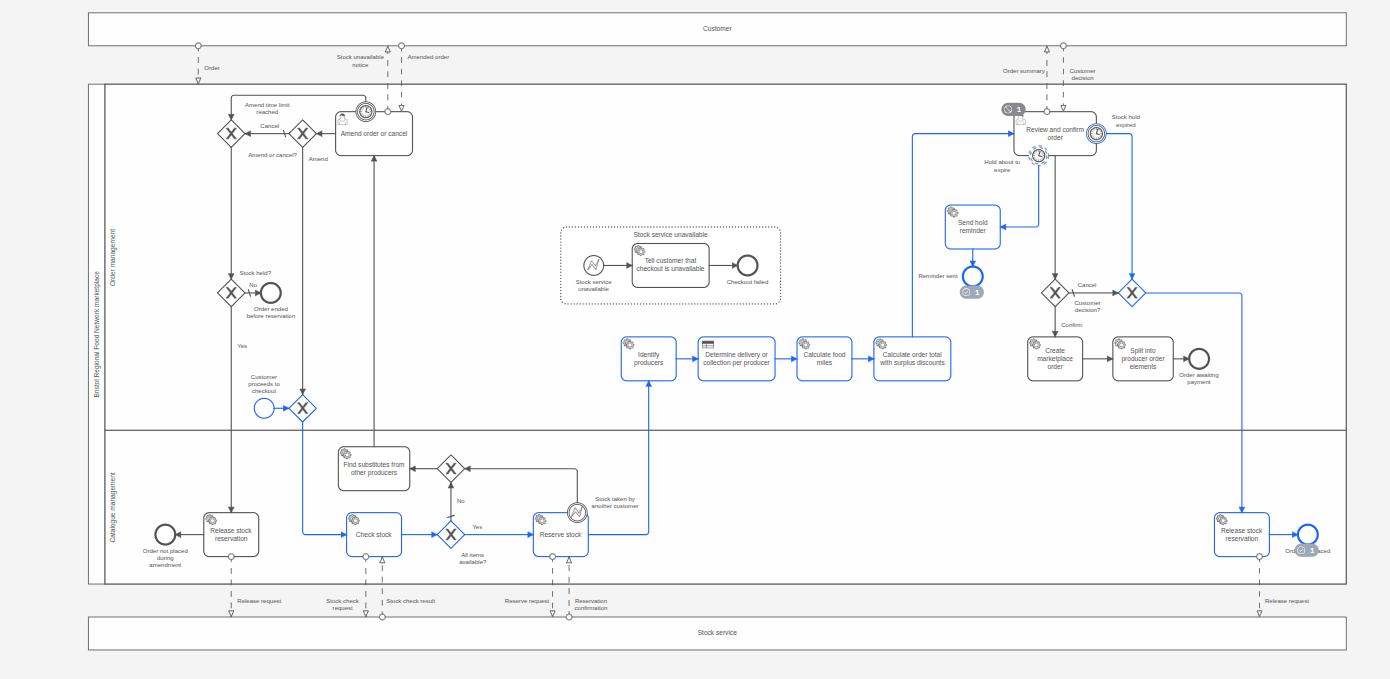 Customer
Order
Stock unavailable
notice
Amended order
Order summary
Customer
decision
Bristol Regional Food Network marketplace
Order management
Amend time limit
reached
Cancel
Amend or cancel?
Amend
Amend order or cancel
1
Review and confirm
order
Stock hold
expired
Hold about to
expire
Send hold
reminder
Reminder sent
1
Stock service unavailable
Stock service
unavailable
Tell customer that
checkout is unavailable
Checkout failed
Stock held?
No
Order ended
before reservation
Yes
Cancel
Customer
decision?
Confirm
Customer
proceeds to
checkout
Identify
producers
Determine delivery or
collection per producer
Calculate food
miles
Calculate order total
with surplus discounts
Create
marketplace
order
Split into
producer order
elements
Order awaiting
payment
Catalogue management
Find substitutes from
other producers
No
Stock taken by
another customer
Order not placed
during
amendment
Release stock
reservation
Check stock
Yes
All items
available?
Reserve stock
Release stock
reservation
1
Release request
Stock check
request
Stock check result
Reserve request
Reservation
confirmation
Release request
Stock service